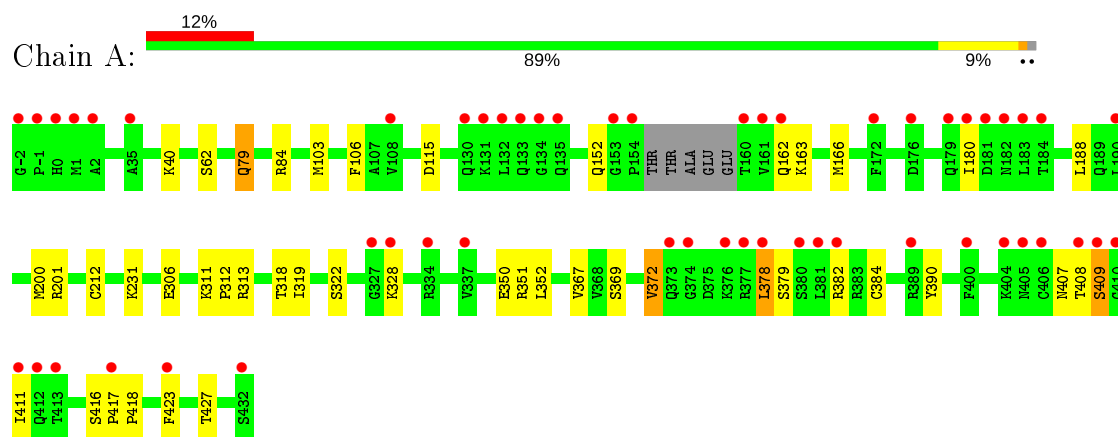 12%
Chain A:
89% 9% ••
G-2 P-1 H0 M1 A2 A35 K40 S62 Q79 R84 M103 F106 A107 V108 D115 Q130 K131 L132 Q133 G134 Q135 Q152 G153 P154 THR THR ALA GLU GLU T160 V161 Q162 K163 M166 F172 D176 Q179 I180 D181 N182 L183 T184 L188 Q189 L190
M200 R201 C212 K231 E306 K311 P312 R313 T318 I319 S322 G327 K328 R334 V337 E350 R351 L352 V367 V368 S369 V372 Q373 G374 D375 K376 R377 L378 S379 S380 L381 R382 R383 C384 R389 Y390 F400 K404 N405 C406 N407 T408 S409 G410
I411 Q412 T413 S416 P417 P418 F423 T427 S432